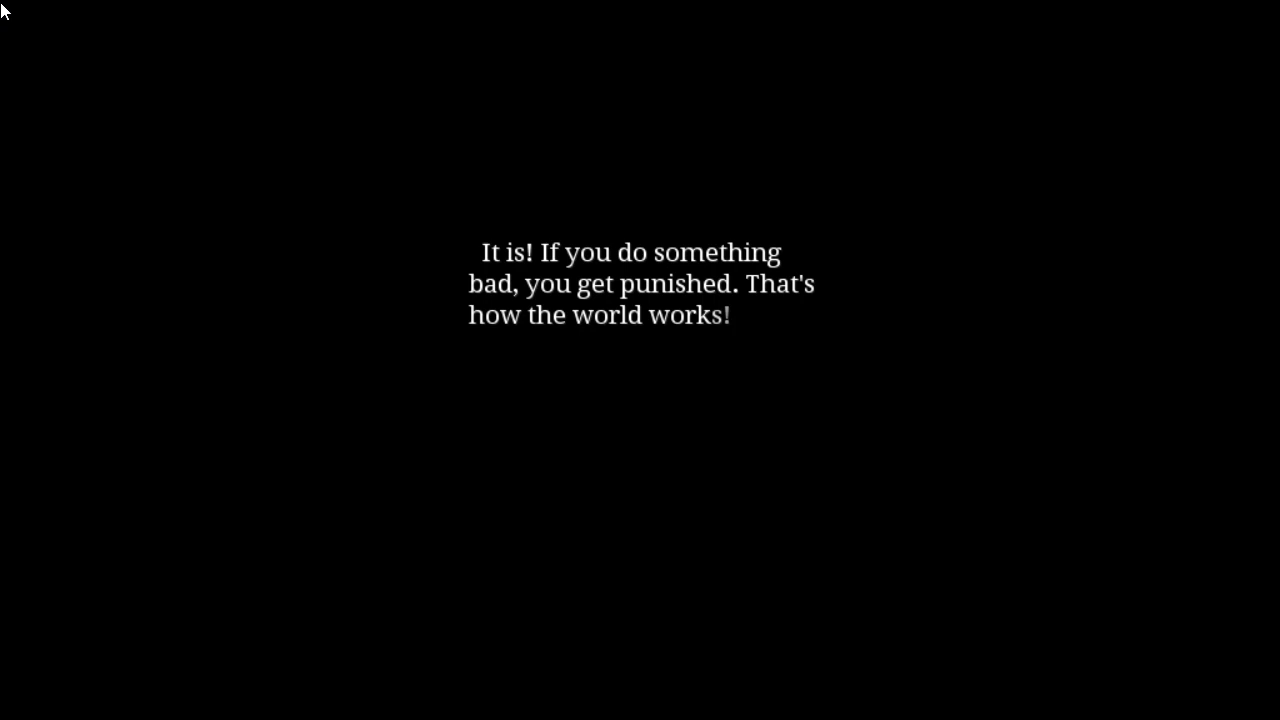 It is! If you do something
bad, you get punished. That's
how the world works!